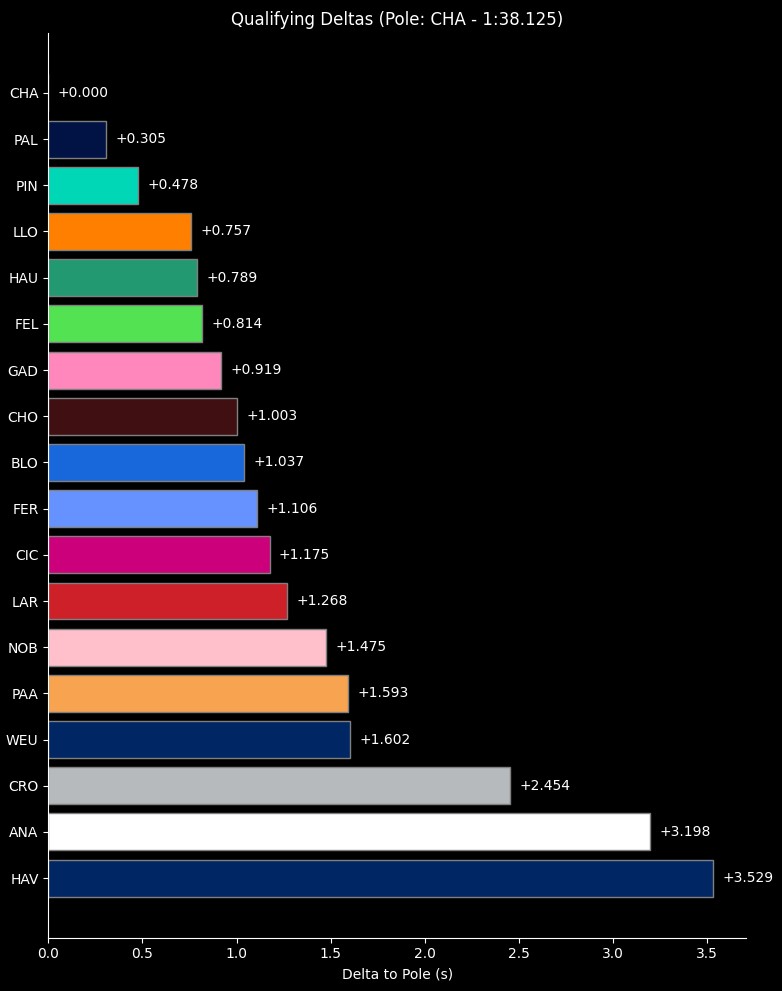 Qualifying Deltas (Pole: CHA - 1:38.125)
CHA +0.000
PAL +0.305
PIN +0.478
LLO +0.757
HAU +0.789
FEL +0.814
GAD +0.919
CHO +1.003
BLO +1.037
FER +1.106
CIC +1.175
LAR +1.268
NOB +1.475
PAA +1.593
WEU +1.602
CRO +2.454
ANA +3.198
HAV +3.529
0.0 0.5 1.0 1.5 2.0 2.5 3.0 3.5
Delta to Pole (s)